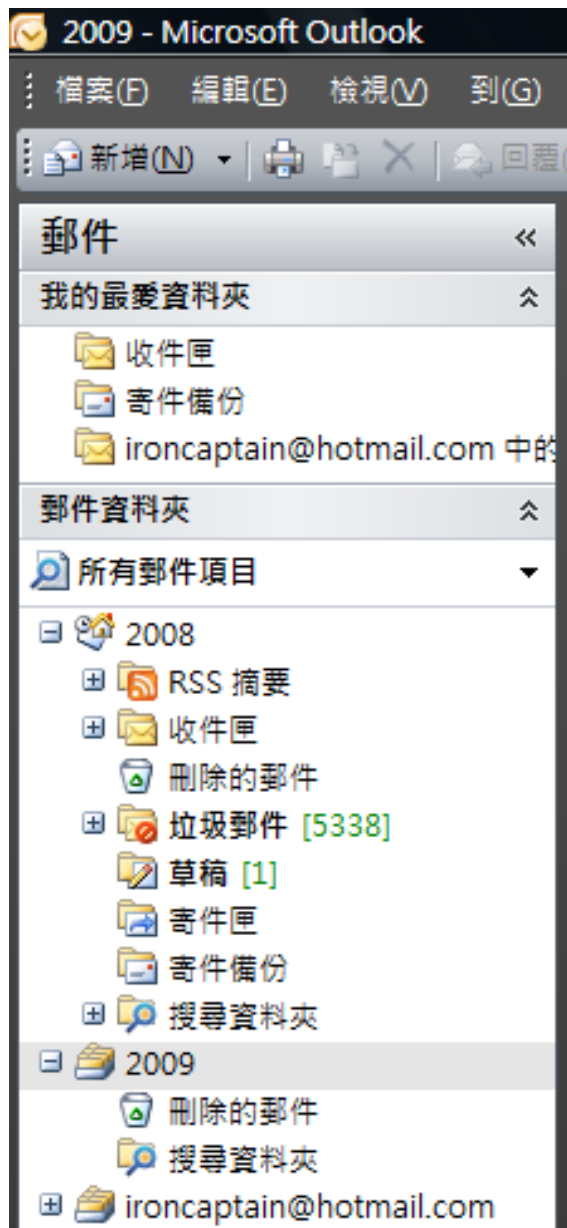 2009 - Microsoft Outlook
檔案(F) 編輯(E) 檢視(V) 到(G)
新增(N) 回覆(
郵件
我的最愛資料夾
收件匣
寄件備份
ironcaptain@hotmail.com 中的
郵件資料夾
所有郵件項目
2008
RSS 摘要
收件匣
刪除的郵件
垃圾郵件 [5338]
草稿 [1]
寄件匣
寄件備份
搜尋資料夾
2009
刪除的郵件
搜尋資料夾
ironcaptain@hotmail.com